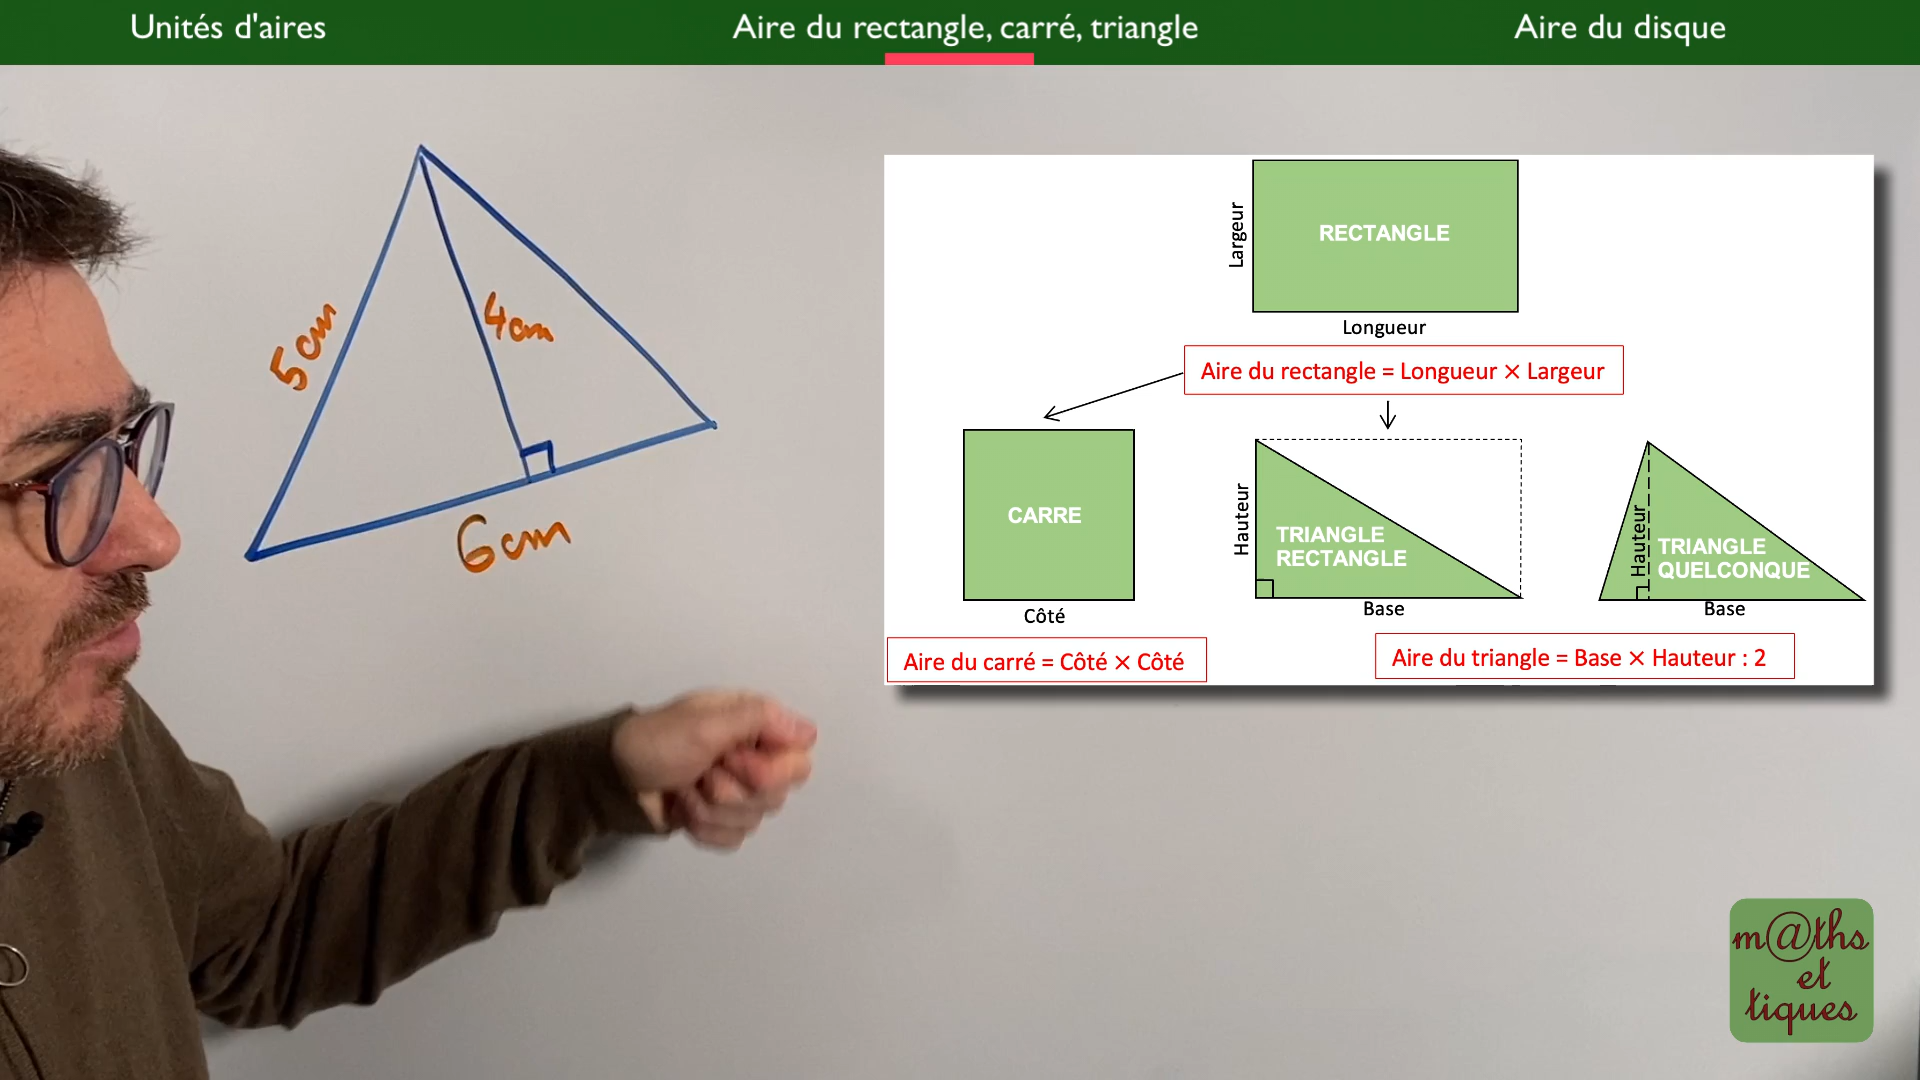 Unités d'aires
Aire du rectangle, carré, triangle
Aire du disque
5cm
4cm
6cm
Largeur
RECTANGLE
Longueur
Aire du rectangle = Longueur × Largeur
CARRE
Côté
Aire du carré = Côté × Côté
Hauteur
TRIANGLE
RECTANGLE
Base
Hauteur
TRIANGLE
QUELCONQUE
Base
Aire du triangle = Base × Hauteur : 2
m@ths
et
tiques